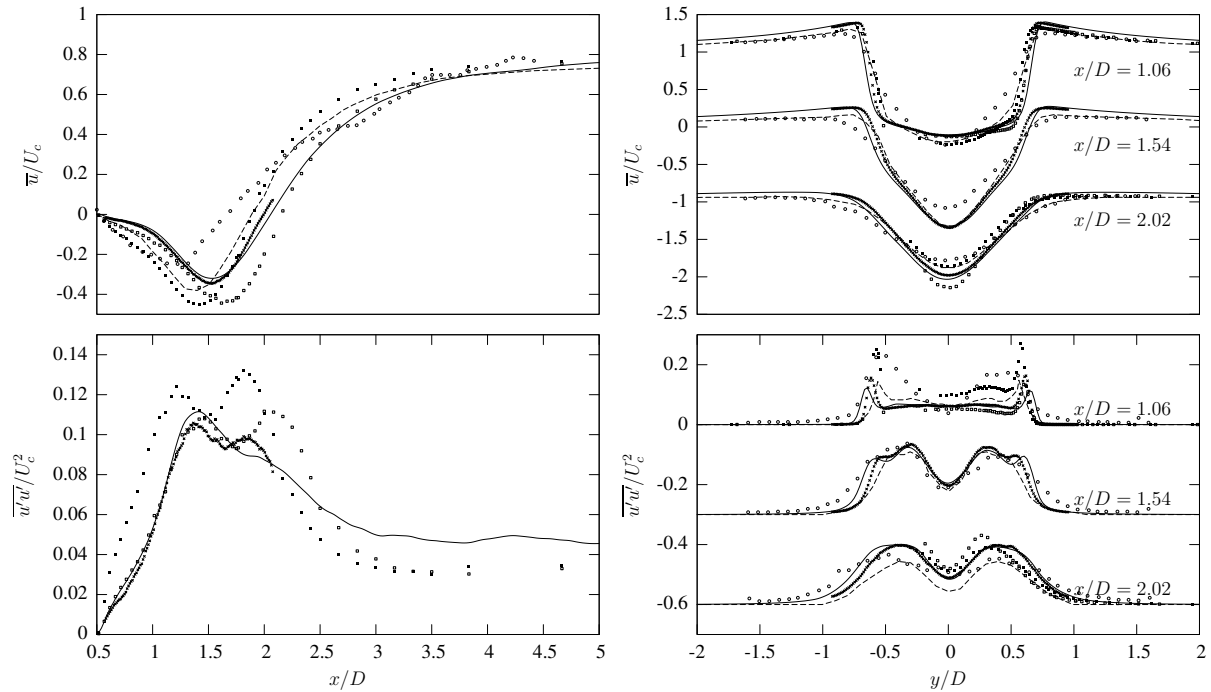 1
0.8
0.6
0.4
0.2
0
-0.2
-0.4
u̅/U_c
1.5
1
0.5
0
-0.5
-1
-1.5
-2
-2.5
u̅/U_c
x/D = 1.06
x/D = 1.54
x/D = 2.02
0.14
0.12
0.1
0.08
0.06
0.04
0.02
0
\overline{u'u'}/U_c^2
0.5 1 1.5 2 2.5 3 3.5 4 4.5 5
x/D
0.2
0
-0.2
-0.4
-0.6
\overline{u'u'}/U_c^2
x/D = 1.06
x/D = 1.54
x/D = 2.02
-2 -1.5 -1 -0.5 0 0.5 1 1.5 2
y/D